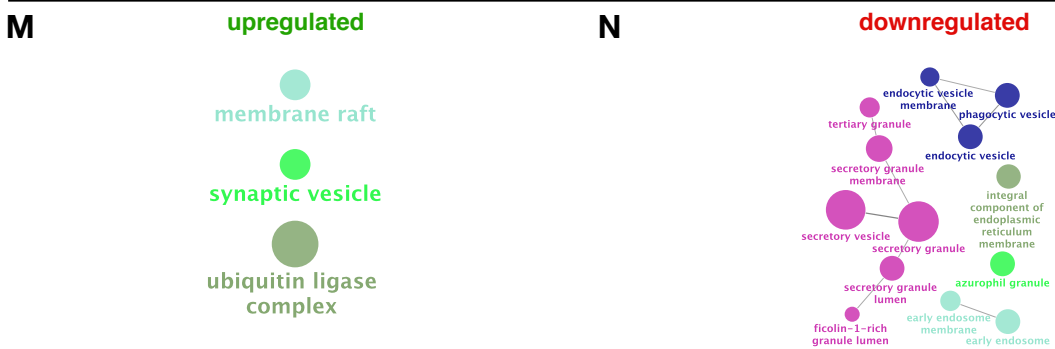 M
upregulated
membrane raft
synaptic vesicle
ubiquitin ligase
complex
N
downregulated
endocytic vesicle
membrane
phagocytic vesicle
tertiary granule
endocytic vesicle
secretory granule
membrane
integral
component of
endoplasmic
reticulum
membrane
secretory vesicle
secretory granule
azurophil granule
secretory granule
lumen
early endosome
membrane
ficolin-1-rich
granule lumen
early endosome